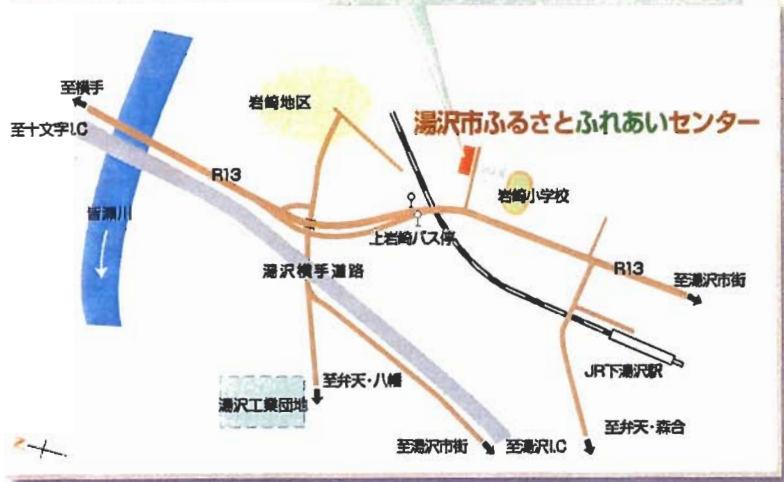 至横手
至十文字I.C
岩崎地区
湯沢市ふるさとふれあいセンター
R13
岩崎小学校
皆瀬川
上岩崎バス停
湯沢横手道路
R13
至湯沢市街
JR下湯沢駅
至弁天・八幡
湯沢工業団地
至湯沢市街
至湯沢I.C
至弁天・森合